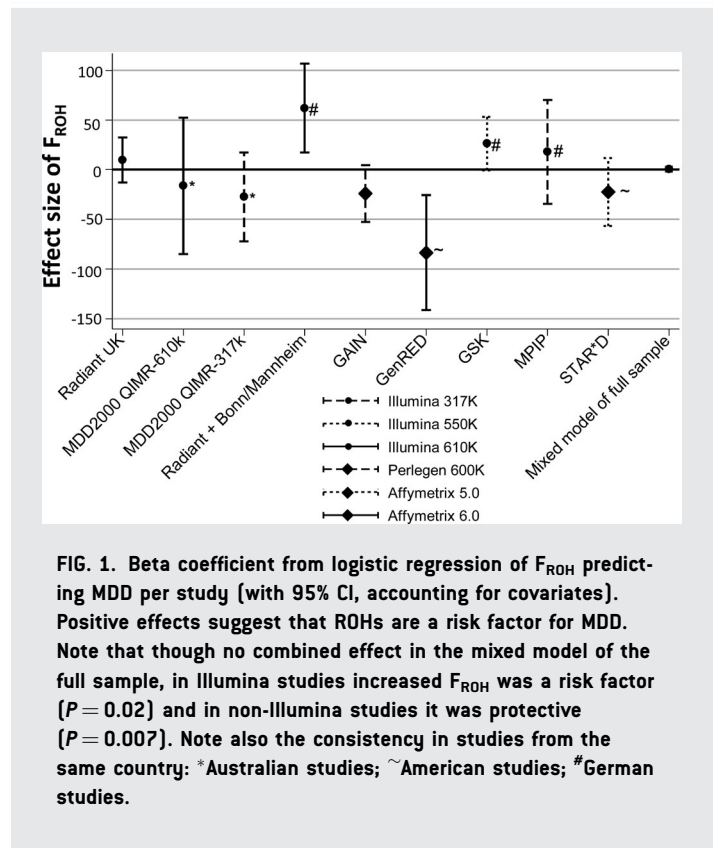 100
50
0
-50
-100
-150
Effect size of F_ROH
#
*
*
~
#
#
~
Radiant UK
MDD2000 QIMR-610k
MDD2000 QIMR-317k
Radiant + Bonn/Mannheim
GAIN
GenRED
GSK
MPIP
STAR*D
Mixed model of full sample
Illumina 317K
Illumina 550K
Illumina 610K
Perlegen 600K
Affymetrix 5.0
Affymetrix 6.0
FIG. 1. Beta coefficient from logistic regression of F_ROH predict-
ing MDD per study (with 95% CI, accounting for covariates).
Positive effects suggest that ROHs are a risk factor for MDD.
Note that though no combined effect in the mixed model of the
full sample, in Illumina studies increased F_ROH was a risk factor
(P = 0.02) and in non-Illumina studies it was protective
(P = 0.007). Note also the consistency in studies from the
same country: *Australian studies; ~American studies; #German
studies.